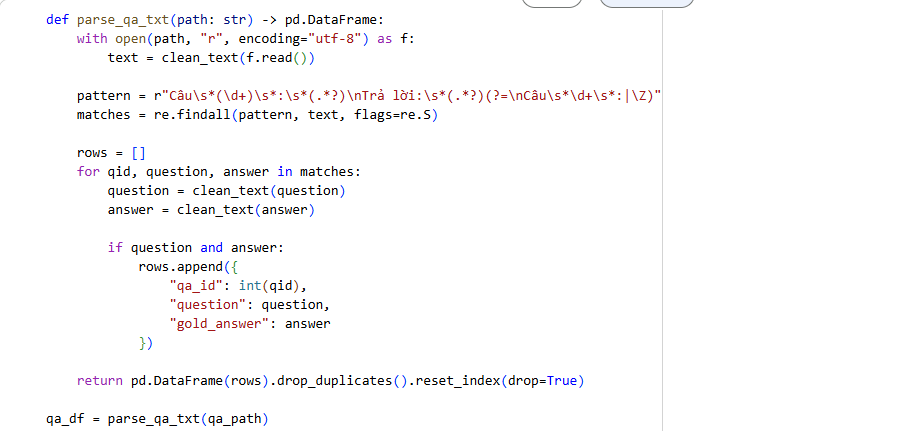 def parse_qa_txt(path: str) -> pd.DataFrame:
    with open(path, "r", encoding="utf-8") as f:
        text = clean_text(f.read())

    pattern = r"Câu\s*(\d+)\s*:\s*(.*?)\nTrả lời:\s*(.*?)(?=\nCâu\s*\d+\s*:|\Z)"
    matches = re.findall(pattern, text, flags=re.S)

    rows = []
    for qid, question, answer in matches:
        question = clean_text(question)
        answer = clean_text(answer)

        if question and answer:
            rows.append({
                "qa_id": int(qid),
                "question": question,
                "gold_answer": answer
            })

    return pd.DataFrame(rows).drop_duplicates().reset_index(drop=True)

qa_df = parse_qa_txt(qa_path)